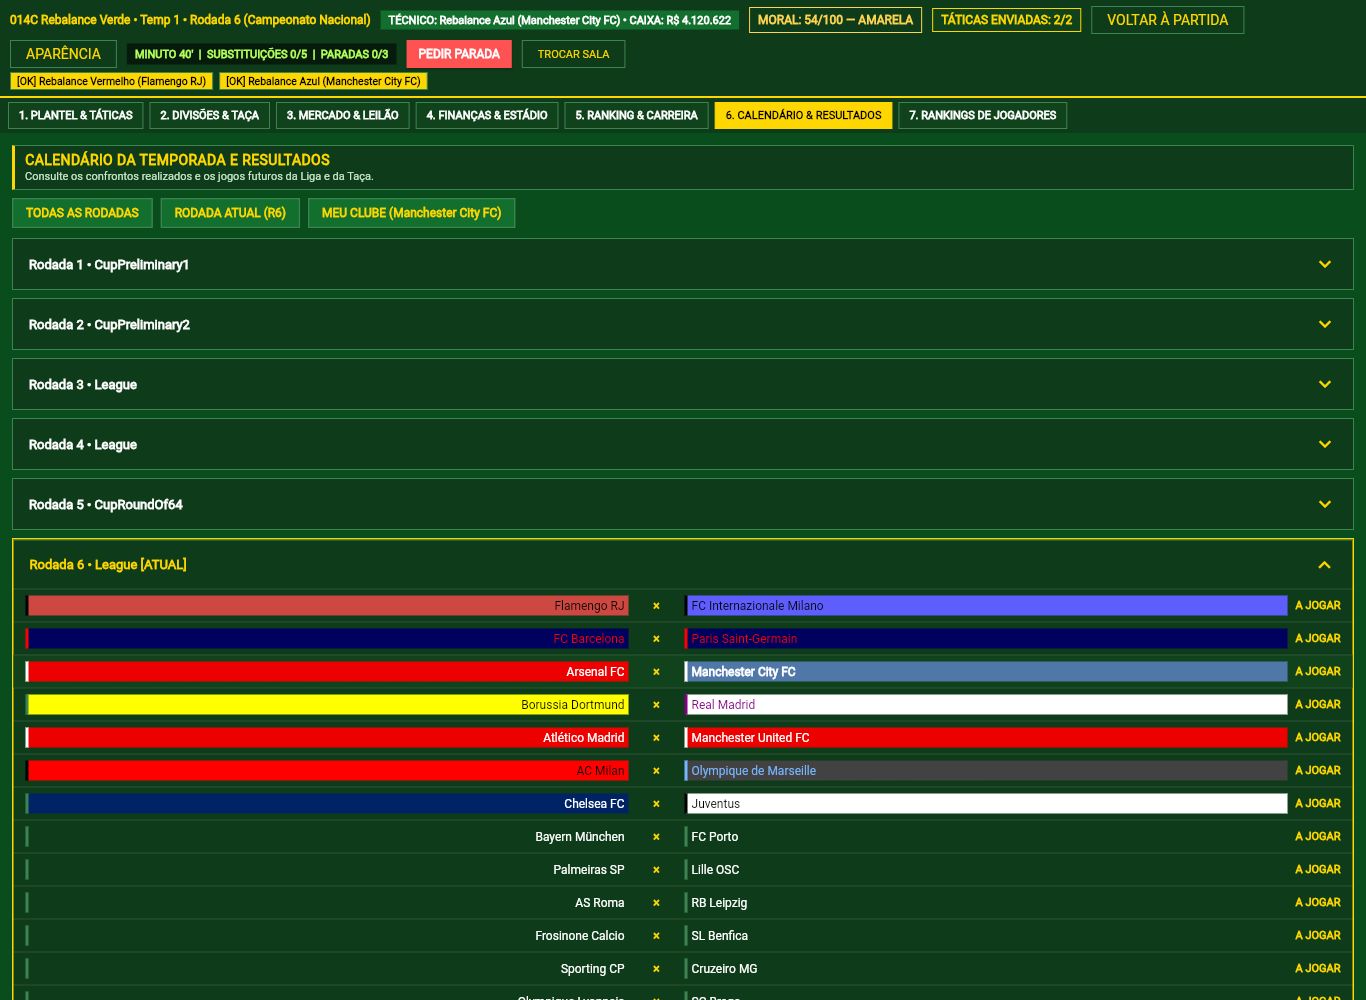 014C Rebalance Verde • Temp 1 • Rodada 6 (Campeonato Nacional) TÉCNICO: Rebalance Azul (Manchester City FC) • CAIXA: R$ 4.120.622 MORAL: 54/100 — AMARELA TÁTICAS ENVIADAS: 2/2 VOLTAR À PARTIDA
APARÊNCIA MINUTO 40' | SUBSTITUIÇÕES 0/5 | PARADAS 0/3 PEDIR PARADA TROCAR SALA
[OK] Rebalance Vermelho (Flamengo RJ) [OK] Rebalance Azul (Manchester City FC)
1. PLANTEL & TÁTICAS 2. DIVISÕES & TAÇA 3. MERCADO & LEILÃO 4. FINANÇAS & ESTÁDIO 5. RANKING & CARREIRA 6. CALENDÁRIO & RESULTADOS 7. RANKINGS DE JOGADORES
CALENDÁRIO DA TEMPORADA E RESULTADOS
Consulte os confrontos realizados e os jogos futuros da Liga e da Taça.
TODAS AS RODADAS RODADA ATUAL (R6) MEU CLUBE (Manchester City FC)
Rodada 1 • CupPreliminary1
Rodada 2 • CupPreliminary2
Rodada 3 • League
Rodada 4 • League
Rodada 5 • CupRoundOf64
Rodada 6 • League [ATUAL]
Flamengo RJ × FC Internazionale Milano A JOGAR
FC Barcelona × Paris Saint-Germain A JOGAR
Arsenal FC × Manchester City FC A JOGAR
Borussia Dortmund × Real Madrid A JOGAR
Atlético Madrid × Manchester United FC A JOGAR
AC Milan × Olympique de Marseille A JOGAR
Chelsea FC × Juventus A JOGAR
Bayern München × FC Porto A JOGAR
Palmeiras SP × Lille OSC A JOGAR
AS Roma × RB Leipzig A JOGAR
Frosinone Calcio × SL Benfica A JOGAR
Sporting CP × Cruzeiro MG A JOGAR
Olympique Lyonnais × SC Braga A JOGAR